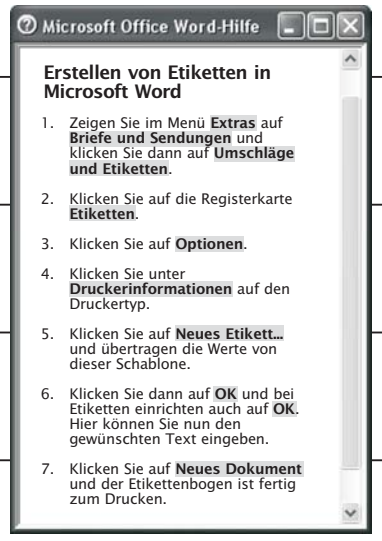 Microsoft Office Word-Hilfe
Erstellen von Etiketten in
Microsoft Word
1. Zeigen Sie im Menü Extras auf
Briefe und Sendungen und
klicken Sie dann auf Umschläge
und Etiketten.
2. Klicken Sie auf die Registerkarte
Etiketten.
3. Klicken Sie auf Optionen.
4. Klicken Sie unter
Druckerinformationen auf den
Druckertyp.
5. Klicken Sie auf Neues Etikett...
und übertragen die Werte von
dieser Schablone.
6. Klicken Sie dann auf OK und bei
Etiketten einrichten auch auf OK.
Hier können Sie nun den
gewünschten Text eingeben.
7. Klicken Sie auf Neues Dokument
und der Etikettenbogen ist fertig
zum Drucken.